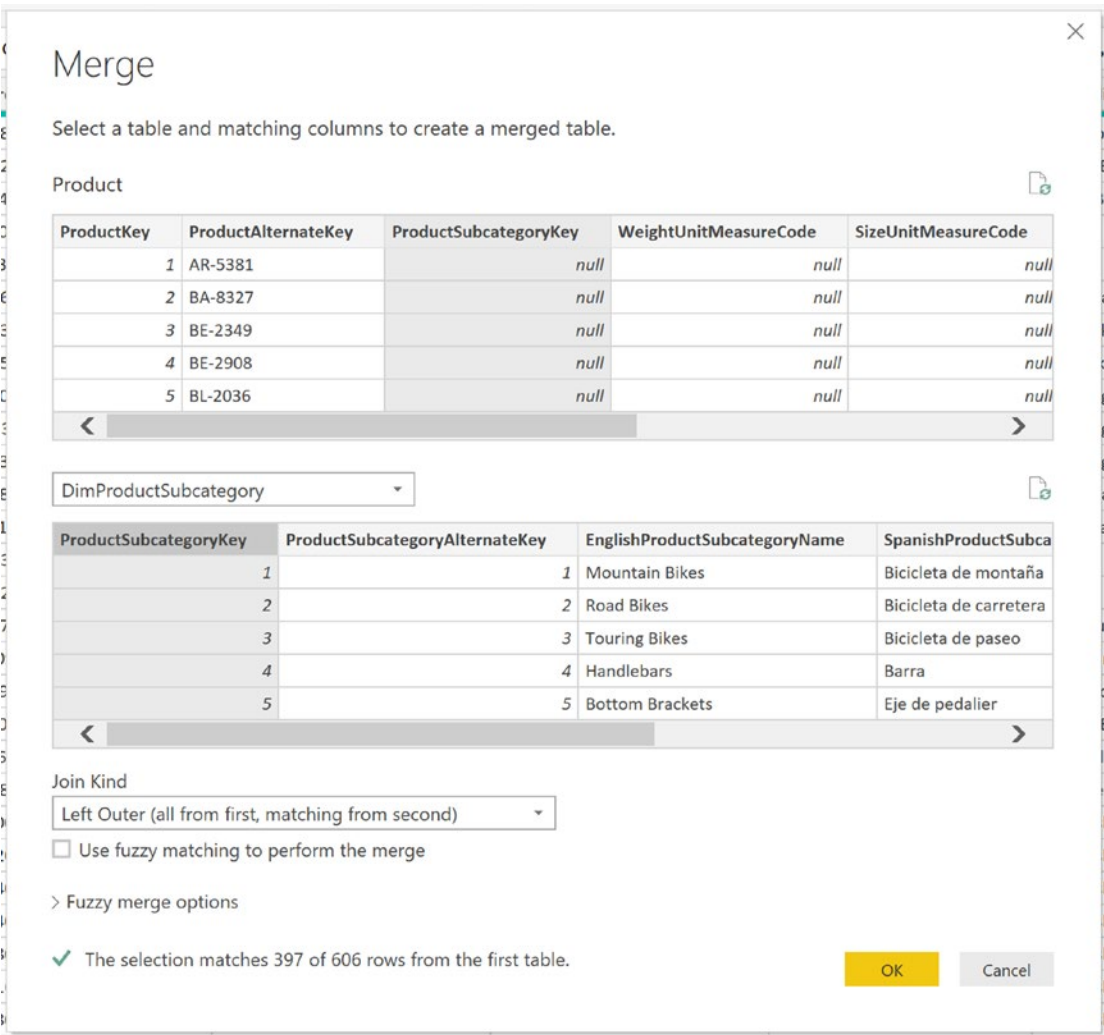 Merge
Select a table and matching columns to create a merged table.
Product
ProductKey ProductAlternateKey ProductSubcategoryKey WeightUnitMeasureCode SizeUnitMeasureCode
1 AR-5381 null null null
2 BA-8327 null null null
3 BE-2349 null null null
4 BE-2908 null null null
5 BL-2036 null null null
DimProductSubcategory
ProductSubcategoryKey ProductSubcategoryAlternateKey EnglishProductSubcategoryName SpanishProductSubca
1 1 Mountain Bikes Bicicleta de montaña
2 2 Road Bikes Bicicleta de carretera
3 3 Touring Bikes Bicicleta de paseo
4 4 Handlebars Barra
5 5 Bottom Brackets Eje de pedalier
Join Kind
Left Outer (all from first, matching from second)
Use fuzzy matching to perform the merge
Fuzzy merge options
The selection matches 397 of 606 rows from the first table.
OK Cancel